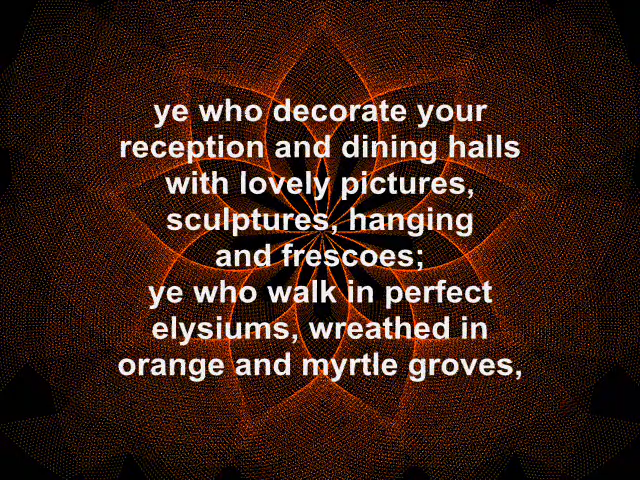 ye who decorate your
reception and dining halls
with lovely pictures,
sculptures, hanging
and frescoes;
ye who walk in perfect
elysiums, wreathed in
orange and myrtle groves,